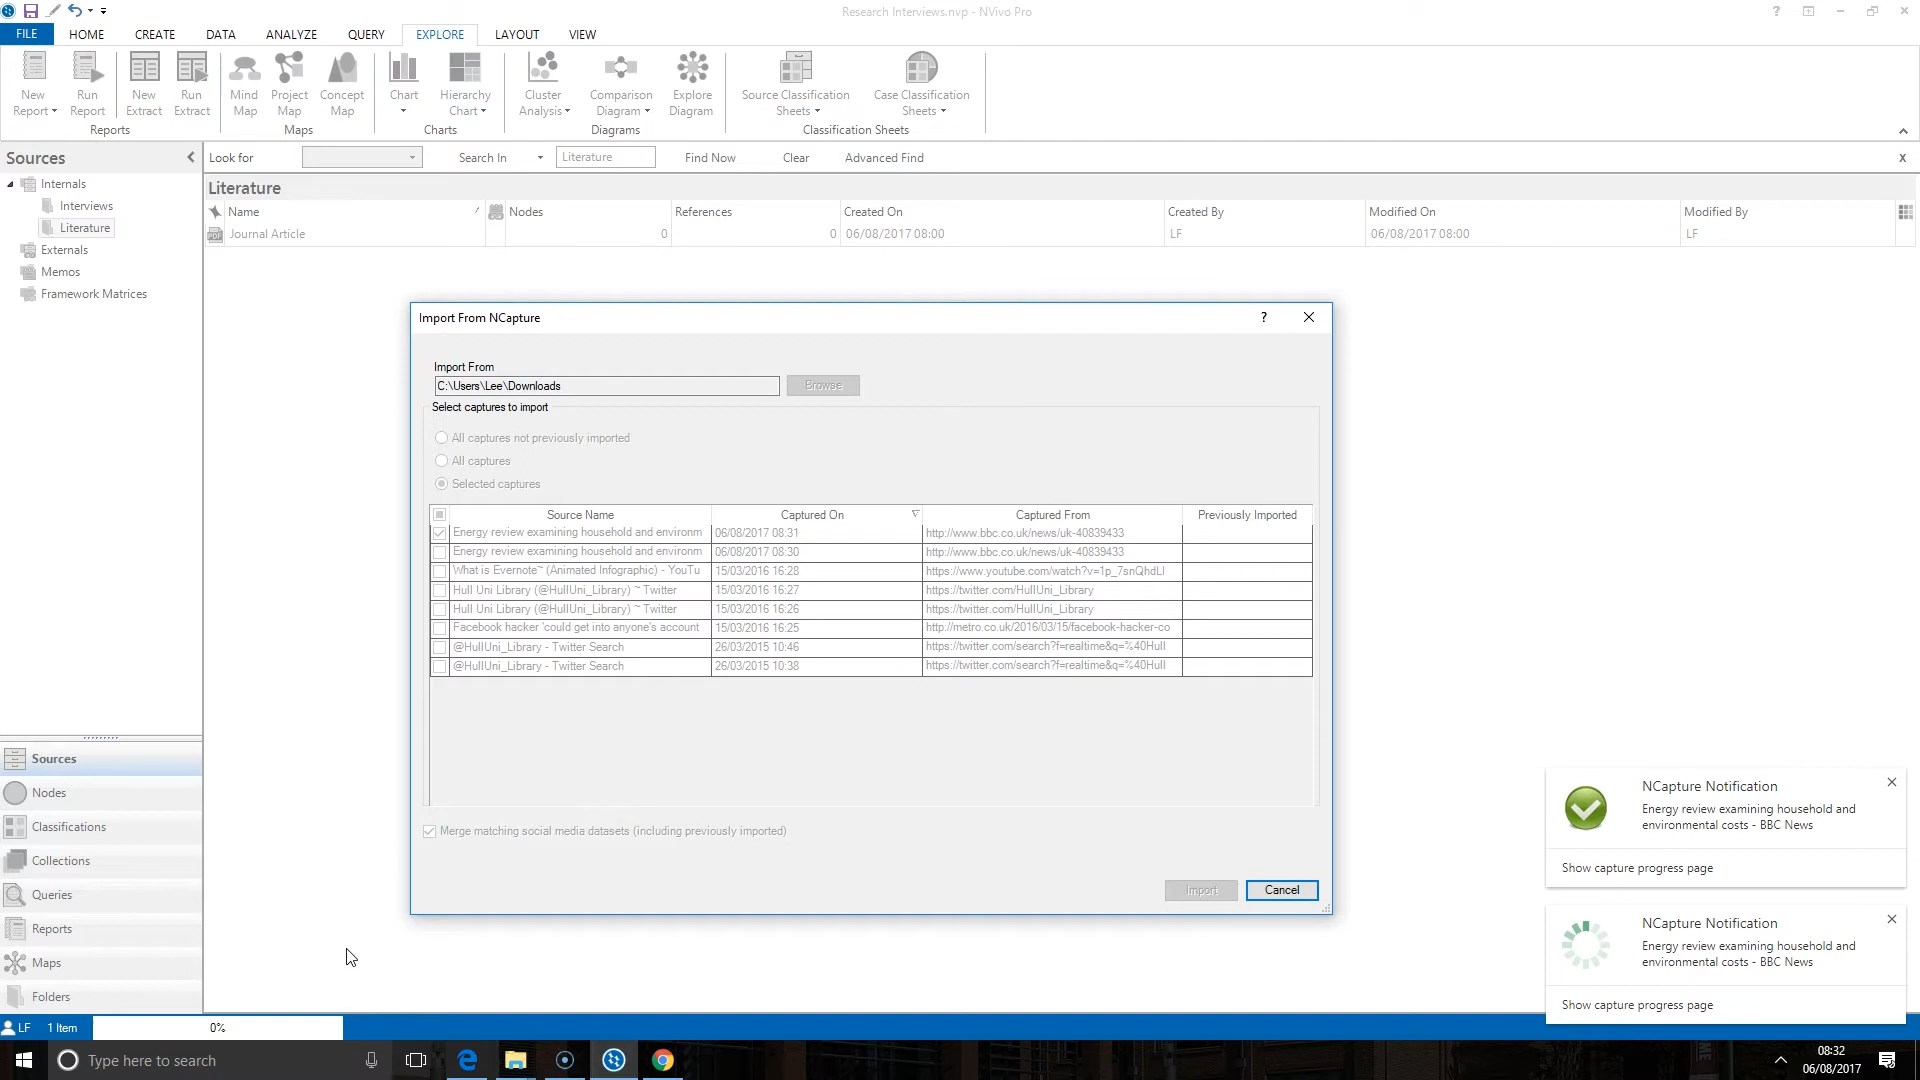 Research Interviews.nvp - NVivo Pro
FILE HOME CREATE DATA ANALYZE QUERY EXPLORE LAYOUT VIEW
New Report
Run Report
New Extract
Run Extract
Mind Map
Project Map
Concept Map
Chart
Hierarchy Chart
Cluster Analysis
Comparison Diagram
Explore Diagram
Source Classification Sheets
Case Classification Sheets
Reports Maps Charts Diagrams Classification Sheets
Sources
Look for Search In Literature Find Now Clear Advanced Find x
Internals
Interviews
Literature
Externals
Memos
Framework Matrices
Literature
Name Nodes References Created On Created By Modified On Modified By
Journal Article 0 0 06/08/2017 08:00 LF 06/08/2017 08:00 LF
Import From NCapture ?
Import From
C:\Users\Lee\Downloads Browse
Select captures to import
All captures not previously imported
All captures
Selected captures
Source Name Captured On Captured From Previously Imported
Energy review examining household and environm 06/08/2017 08:31 http://www.bbc.co.uk/news/uk-40839433
Energy review examining household and environm 06/08/2017 08:30 http://www.bbc.co.uk/news/uk-40839433
What is Evernote~ (Animated Infographic) - YouTu 15/03/2016 16:28 https://www.youtube.com/watch?v=1p_7snQhdLI
Hull Uni Library (@HullUni_Library) ~ Twitter 15/03/2016 16:27 https://twitter.com/HullUni_Library
Hull Uni Library (@HullUni_Library) ~ Twitter 15/03/2016 16:26 https://twitter.com/HullUni_Library
Facebook hacker 'could get into anyone's account 15/03/2016 16:25 http://metro.co.uk/2016/03/15/facebook-hacker-co
@HullUni_Library - Twitter Search 26/03/2015 10:46 https://twitter.com/search?f=realtime&q=%40Hull
@HullUni_Library - Twitter Search 26/03/2015 10:38 https://twitter.com/search?f=realtime&q=%40Hull
Merge matching social media datasets (including previously imported)
Import Cancel
Sources
Nodes
Classifications
Collections
Queries
Reports
Maps
Folders
NCapture Notification
Energy review examining household and
environmental costs - BBC News
Show capture progress page
NCapture Notification
Energy review examining household and
environmental costs - BBC News
Show capture progress page
LF 1 Item 0%
Type here to search
08:32
06/08/2017